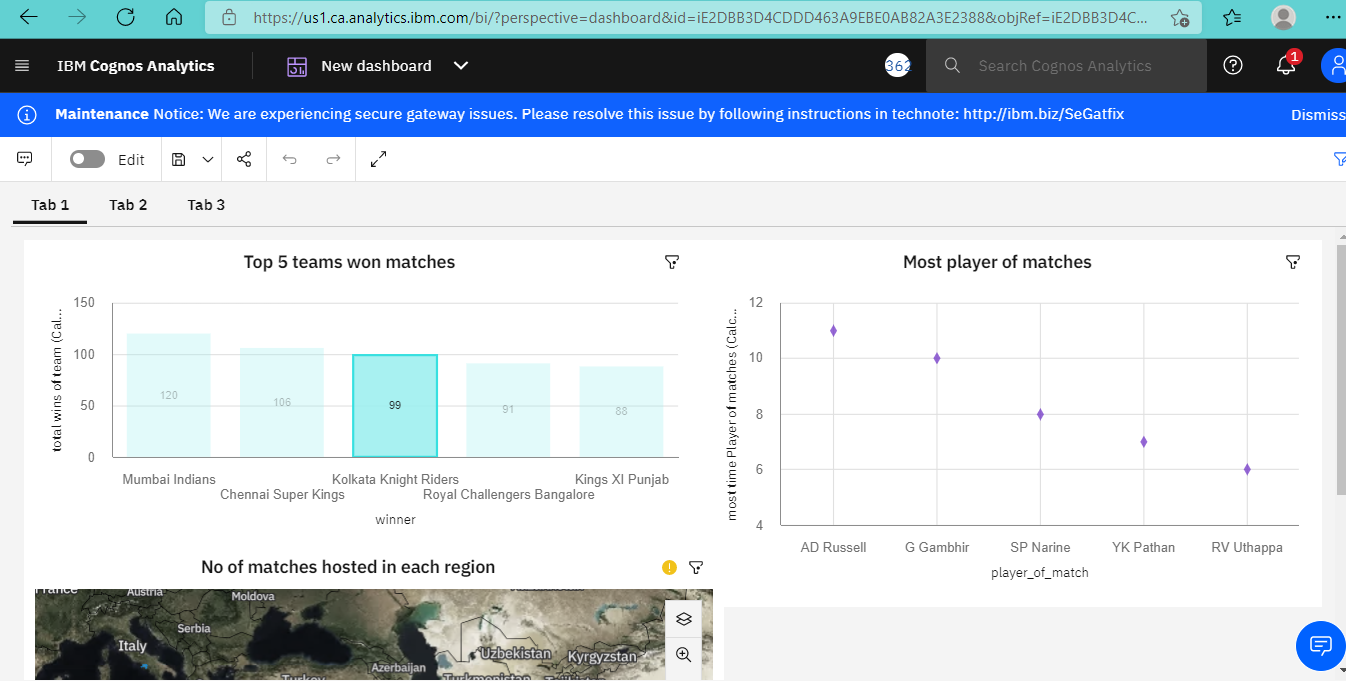 https://us1.ca.analytics.ibm.com/bi/?perspective=dashboard&id=iE2DBB3D4CDDD463A9EBE0AB82A3E2388&objRef=iE2DBB3D4C...
IBM Cognos Analytics
New dashboard
362
Search Cognos Analytics
1
Maintenance Notice: We are experiencing secure gateway issues. Please resolve this issue by following instructions in technote: http://ibm.biz/SeGatfix
Dismiss
Edit
Tab 1
Tab 2
Tab 3
Top 5 teams won matches
total wins of team (Cal...
150
100
50
0
120
106
99
91
88
Mumbai Indians
Chennai Super Kings
Kolkata Knight Riders
Royal Challengers Bangalore
Kings XI Punjab
winner
Most player of matches
most time Player of matches (Calc...
12
10
8
6
4
AD Russell
G Gambhir
SP Narine
YK Pathan
RV Uthappa
player_of_match
No of matches hosted in each region
France
Austria
Moldova
Serbia
Italy
Uzbekistan
Kyrgyzstan
Azerbaijan
Turkey
Turkmenistan